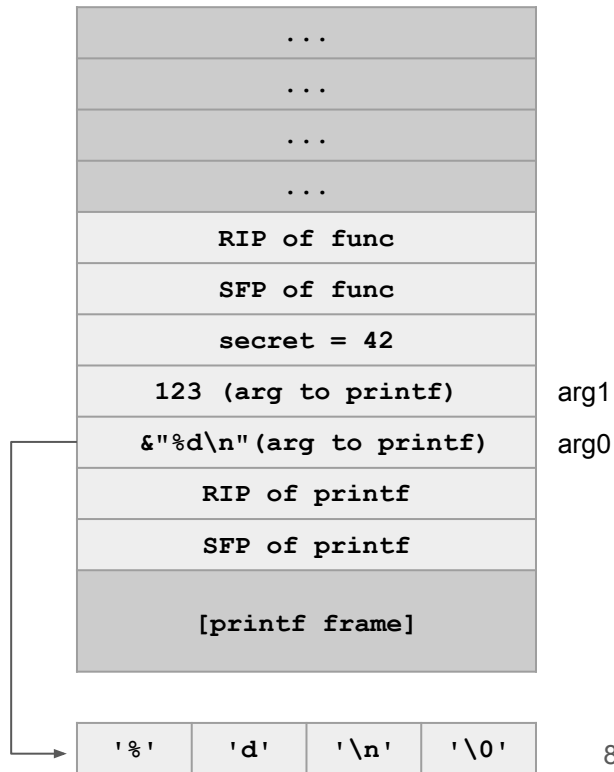 ...
...
...
...
RIP of func
SFP of func
secret = 42
123 (arg to printf) arg1
&"%d\n"(arg to printf) arg0
RIP of printf
SFP of printf
[printf frame]
'%' 'd' '\n' '\0' 8